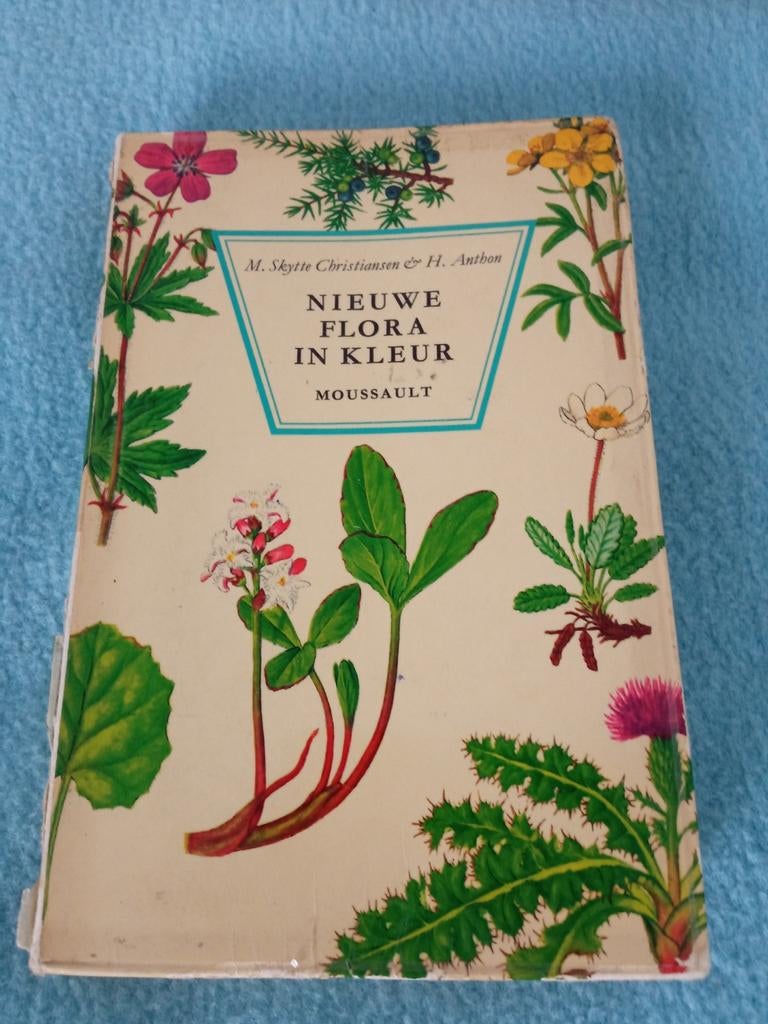 M. Skytte Christiansen & H. Anthon
NIEUWE
FLORA
IN KLEUR
MOUSSAULT